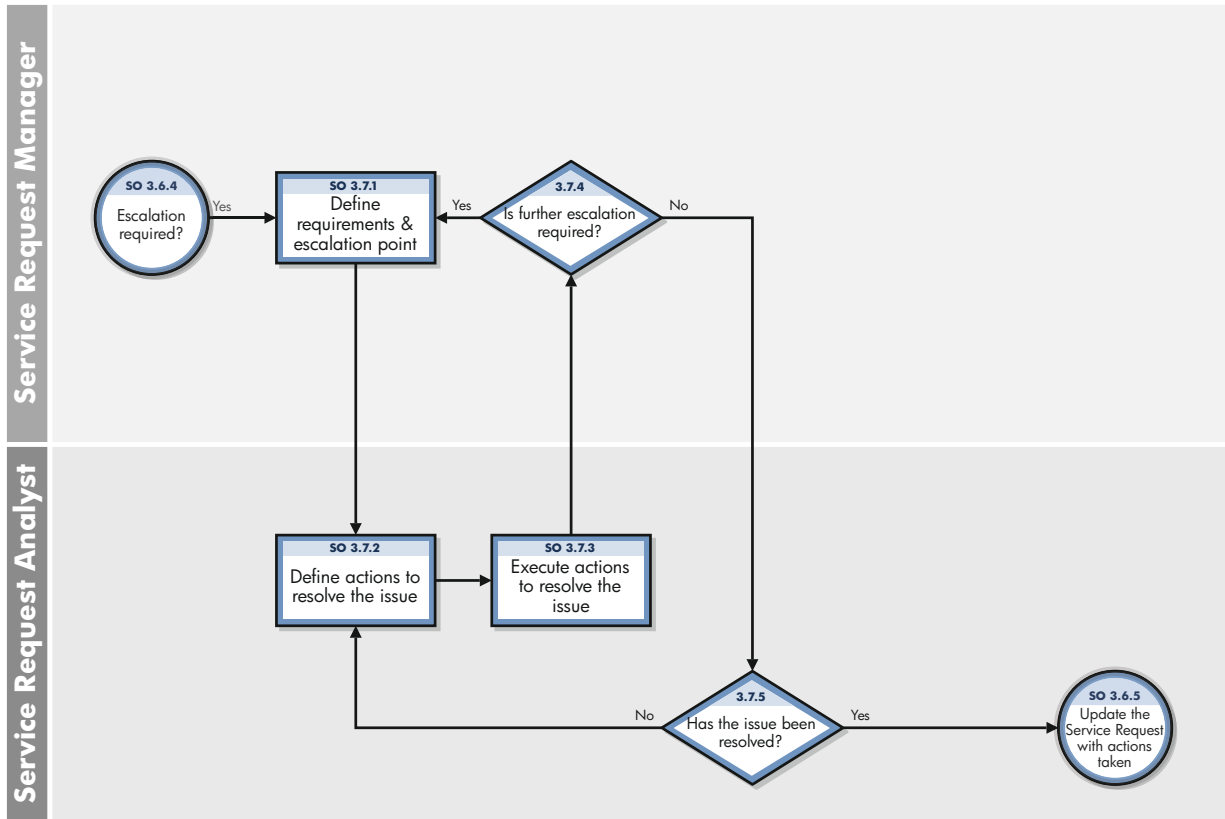 Service Request Manager
SO 3.6.4
Escalation
required?
Yes
SO 3.7.1
Define
requirements &
escalation point
Yes
3.7.4
Is further escalation
required?
No
Service Request Analyst
SO 3.7.2
Define actions to
resolve the issue
SO 3.7.3
Execute actions
to resolve the
issue
No
3.7.5
Has the issue been
resolved?
Yes
SO 3.6.5
Update the
Service Request
with actions
taken